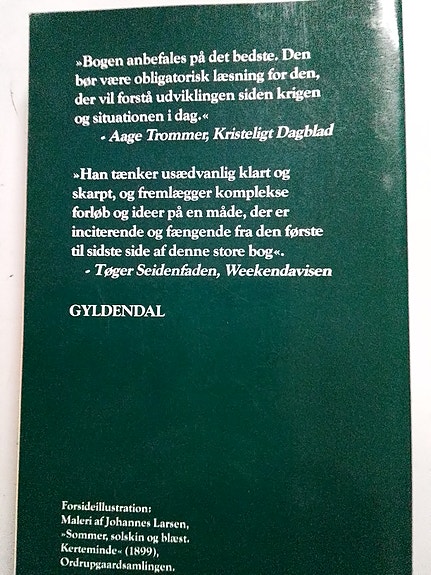 »Bogen anbefales på det bedste. Den
bør være obligatorisk læsning for den,
der vil forstå udviklingen siden krigen
og situationen i dag.«
- Aage Trommer, Kristeligt Dagblad
»Han tænker usædvanlig klart og
skarpt, og fremlægger komplekse
forløb og ideer på en måde, der er
inciterende og fængende fra den første
til sidste side af denne store bog«.
- Tøger Seidenfaden, Weekendavisen
GYLDENDAL
Forsideillustration:
Maleri af Johannes Larsen,
»Sommer, solskin og blæst.
Kerteminde« (1899),
Ordrupgaardsamlingen.